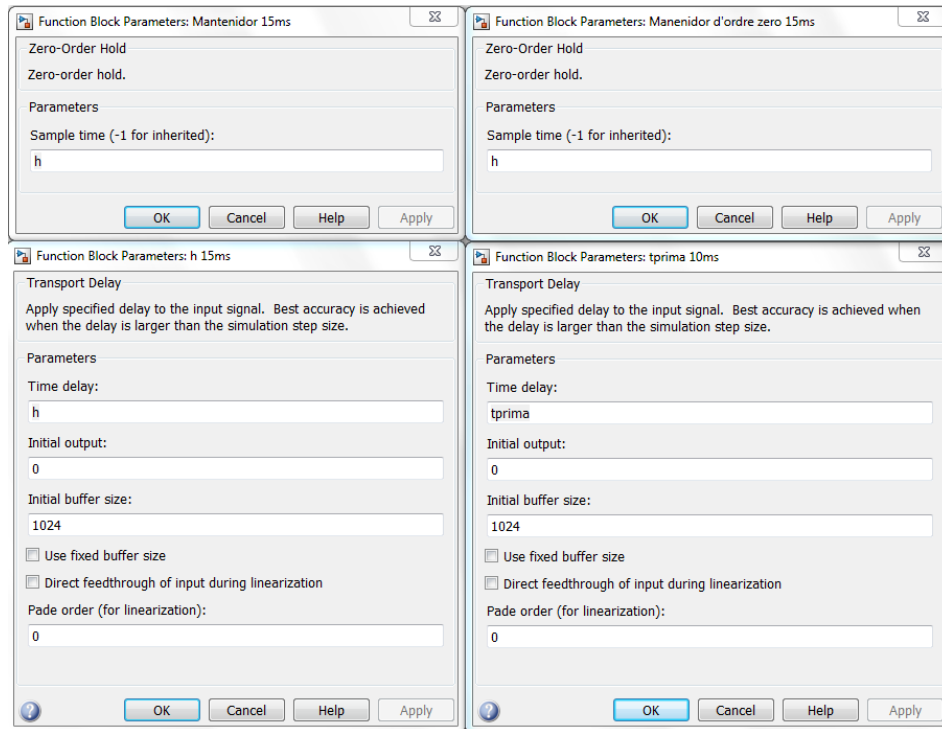 Function Block Parameters: Mantenidor 15ms
Zero-Order Hold
Zero-order hold.
Parameters
Sample time (-1 for inherited):
h
OK Cancel Help Apply
Function Block Parameters: Manenidor d'ordre zero 15ms
Zero-Order Hold
Zero-order hold.
Parameters
Sample time (-1 for inherited):
h
OK Cancel Help Apply
Function Block Parameters: h 15ms
Transport Delay
Apply specified delay to the input signal. Best accuracy is achieved
when the delay is larger than the simulation step size.
Parameters
Time delay:
h
Initial output:
0
Initial buffer size:
1024
Use fixed buffer size
Direct feedthrough of input during linearization
Pade order (for linearization):
0
OK Cancel Help Apply
Function Block Parameters: tprima 10ms
Transport Delay
Apply specified delay to the input signal. Best accuracy is achieved when
the delay is larger than the simulation step size.
Parameters
Time delay:
tprima
Initial output:
0
Initial buffer size:
1024
Use fixed buffer size
Direct feedthrough of input during linearization
Pade order (for linearization):
0
OK Cancel Help Apply